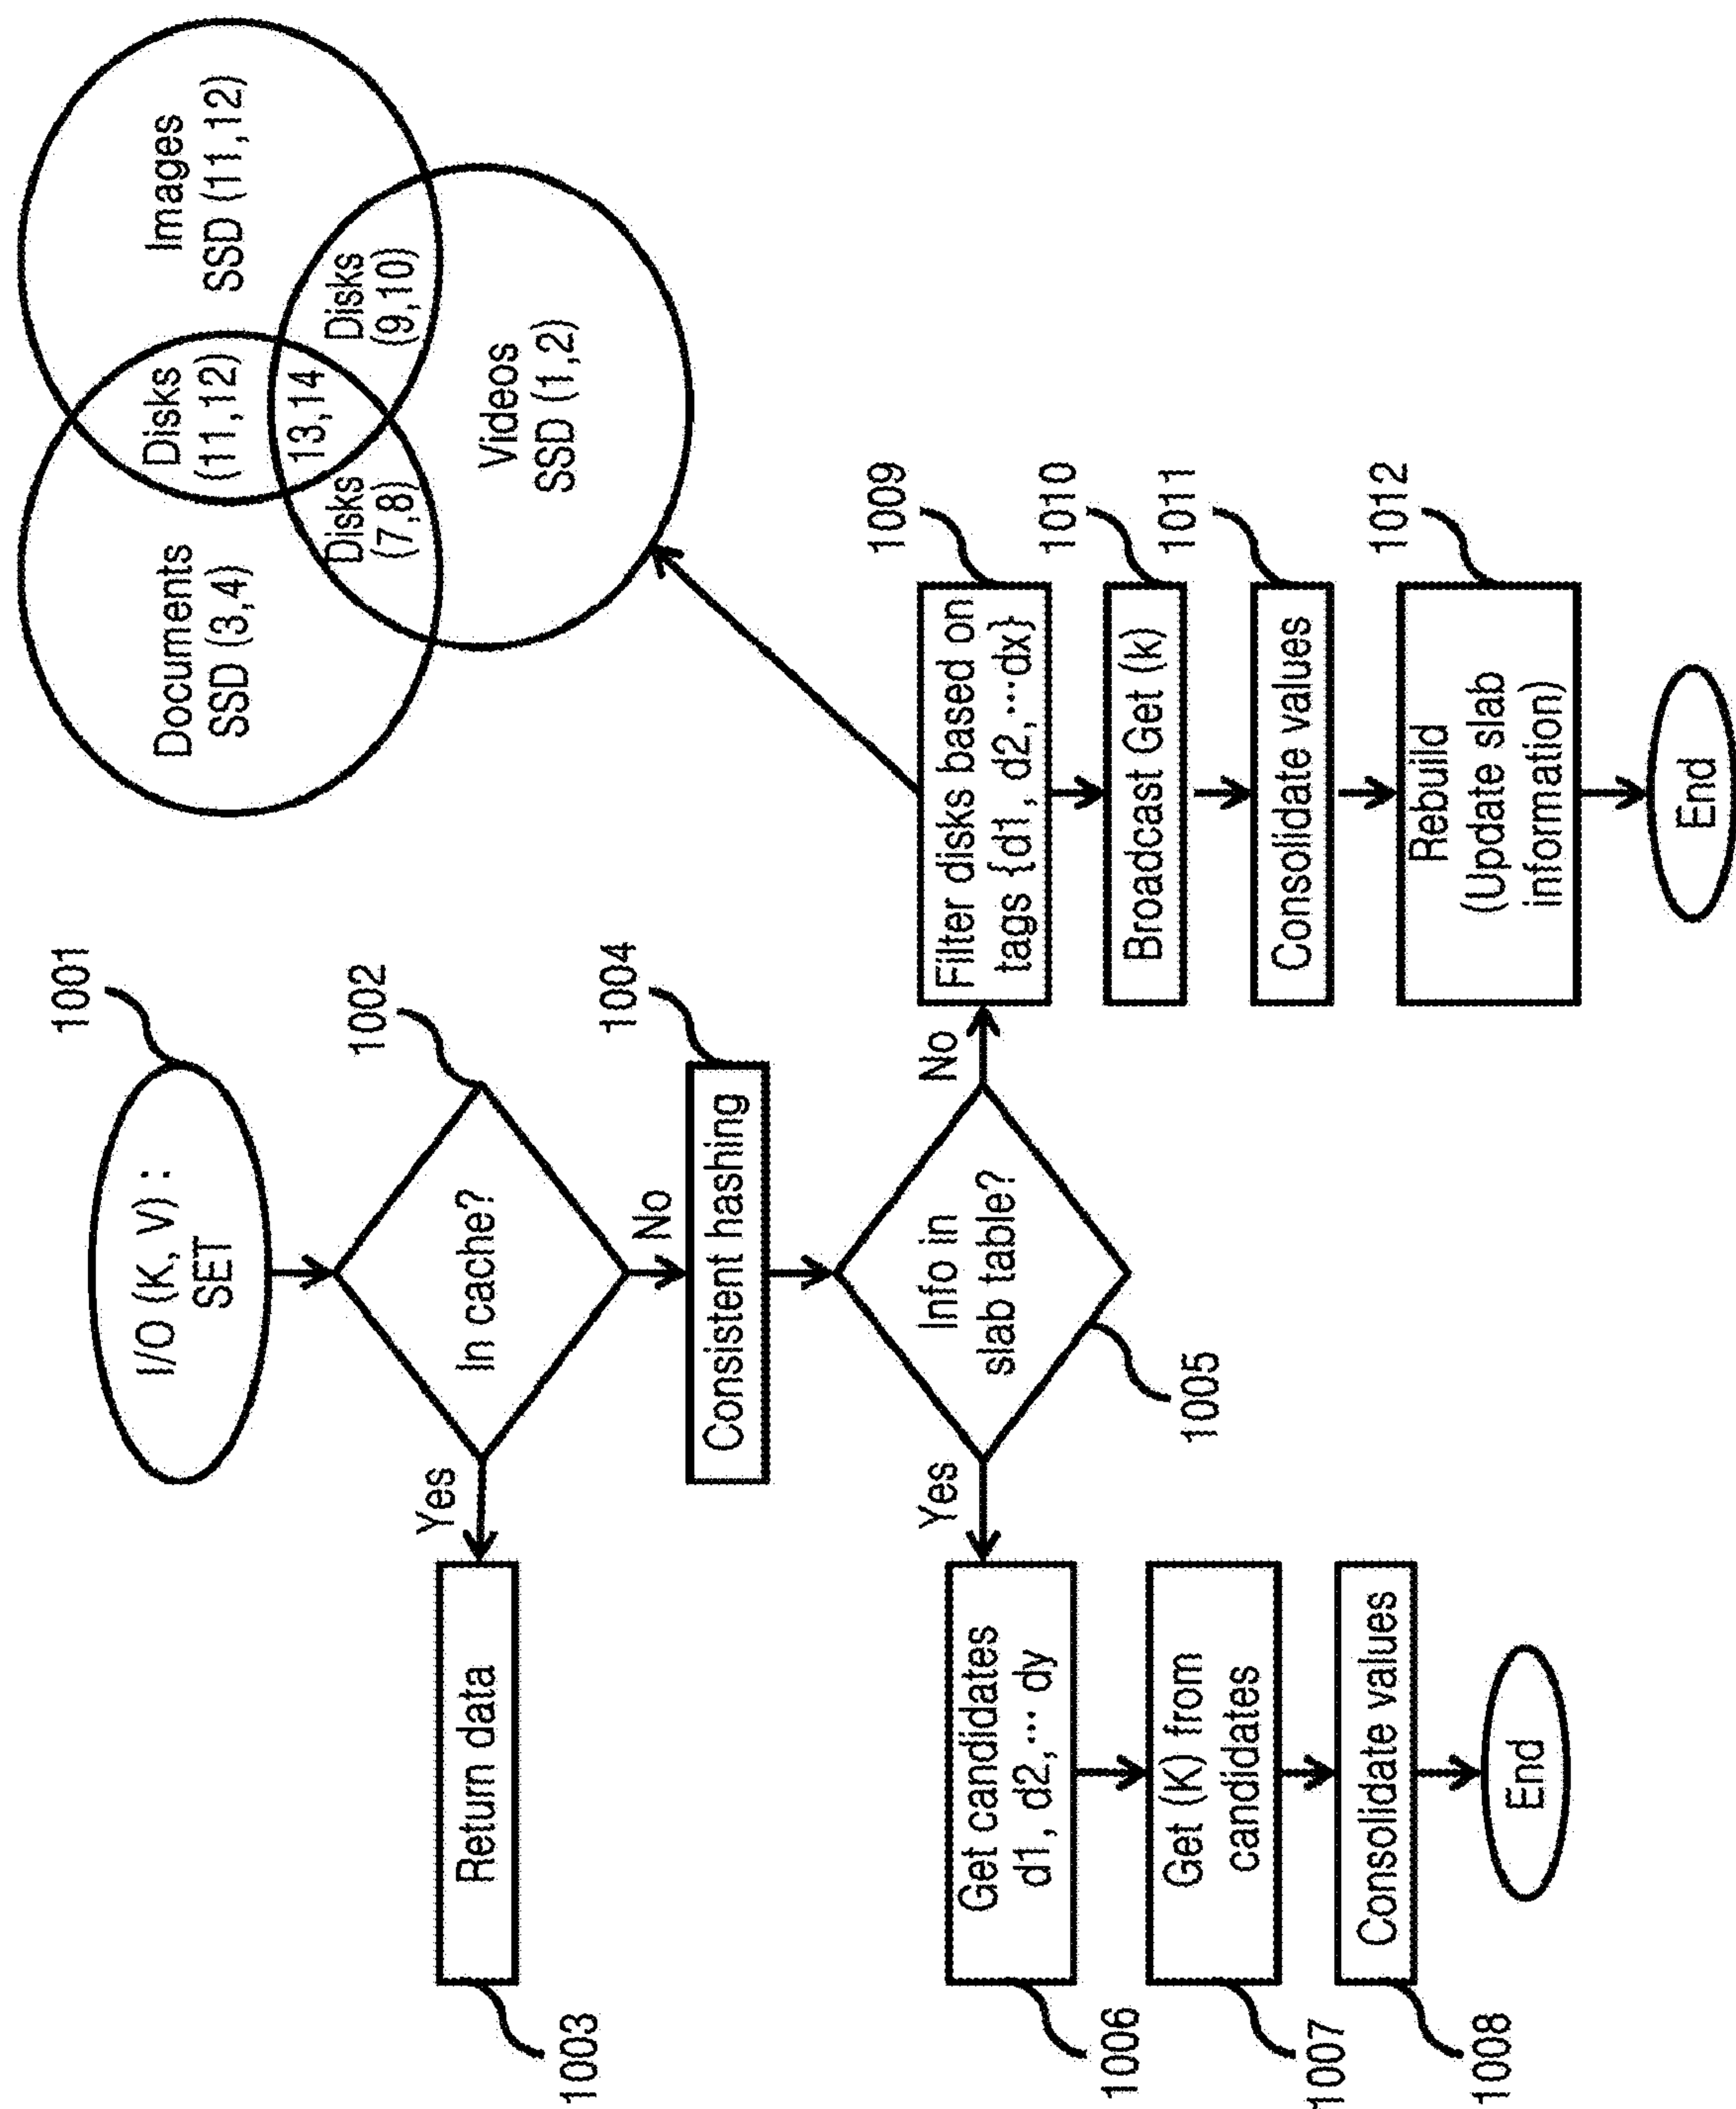 I/O (K, V) :
SET
1001
In cache?
1002
Yes
No
Return data
1003
Consistent hashing
1004
Info in
slab table?
1005
Yes
No
Get candidates
d1, d2,··· dy
1006
Get (K) from
candidates
1007
Consolidate values
1008
End
Filter disks based on
tags {d1, d2,···dx}
1009
Broadcast Get (k)
1010
Consolidate values
1011
Rebuild
(Update slab
information)
1012
End
Documents
SSD (3,4)
Disks
(11,12)
Images
SSD (11,12)
13,14
Disks
(7,8)
Disks
(9,10)
Videos
SSD (1,2)